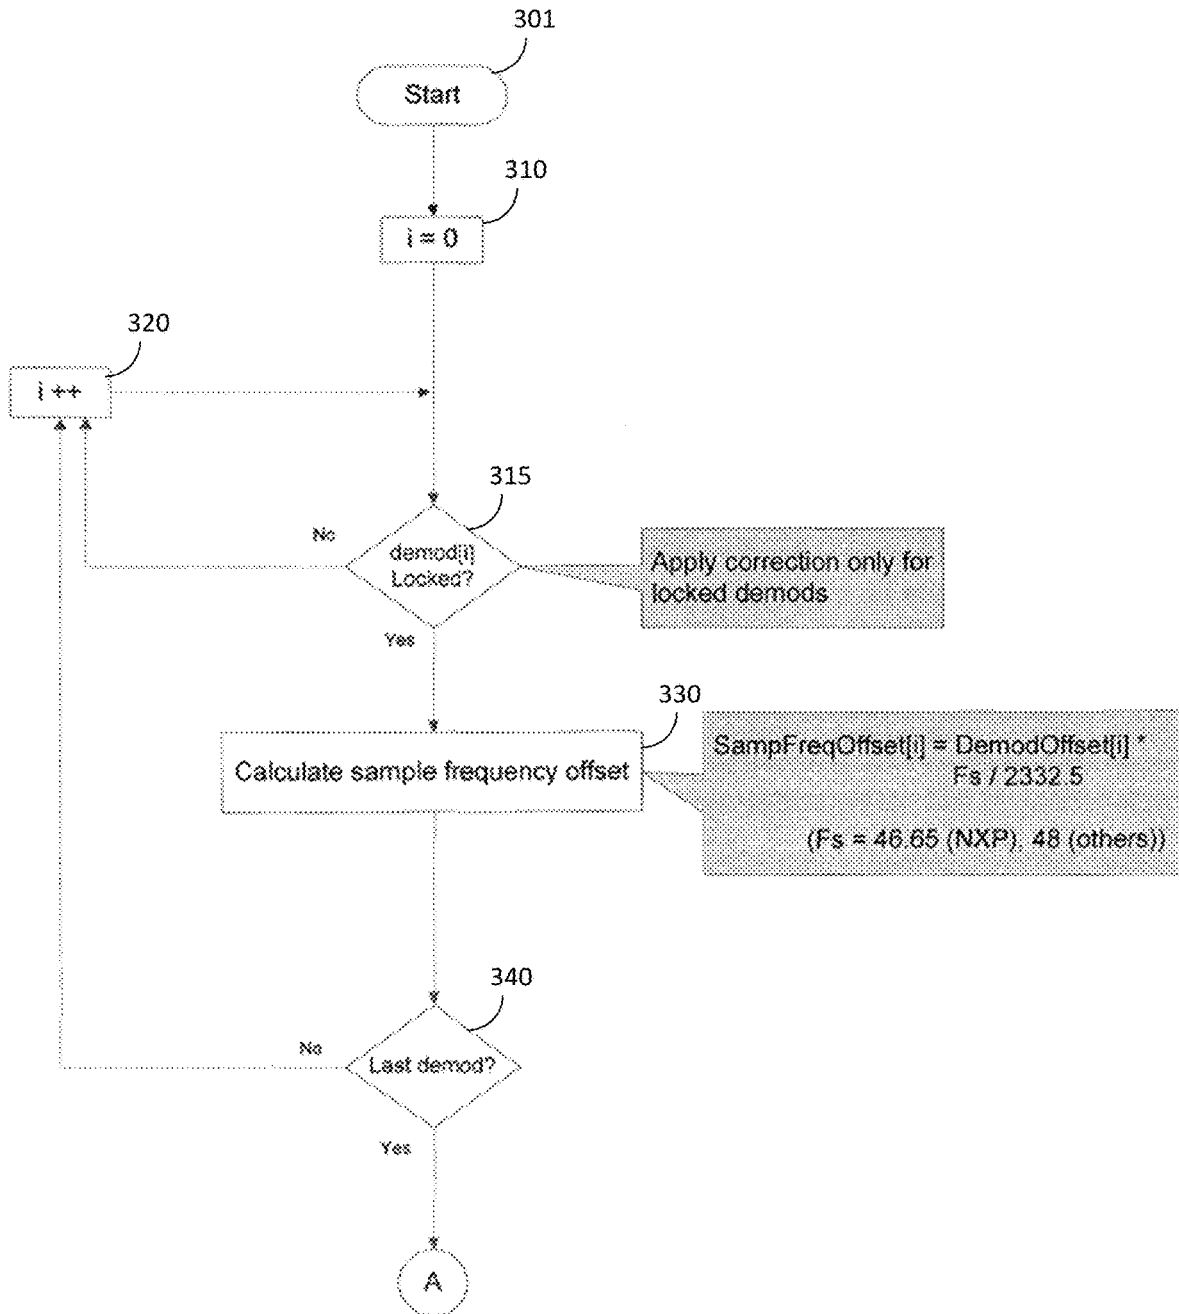 301
Start
310
i = 0
320
i ++
315
No
demod[i]
Locked?
Apply correction only for
locked demods
Yes
330
Calculate sample frequency offset
SampFreqOffset[i] = DemodOffset[i] *
Fs / 2332.5
(Fs = 46.65 (NXP), 48 (others))
340
No
Last demod?
Yes
A